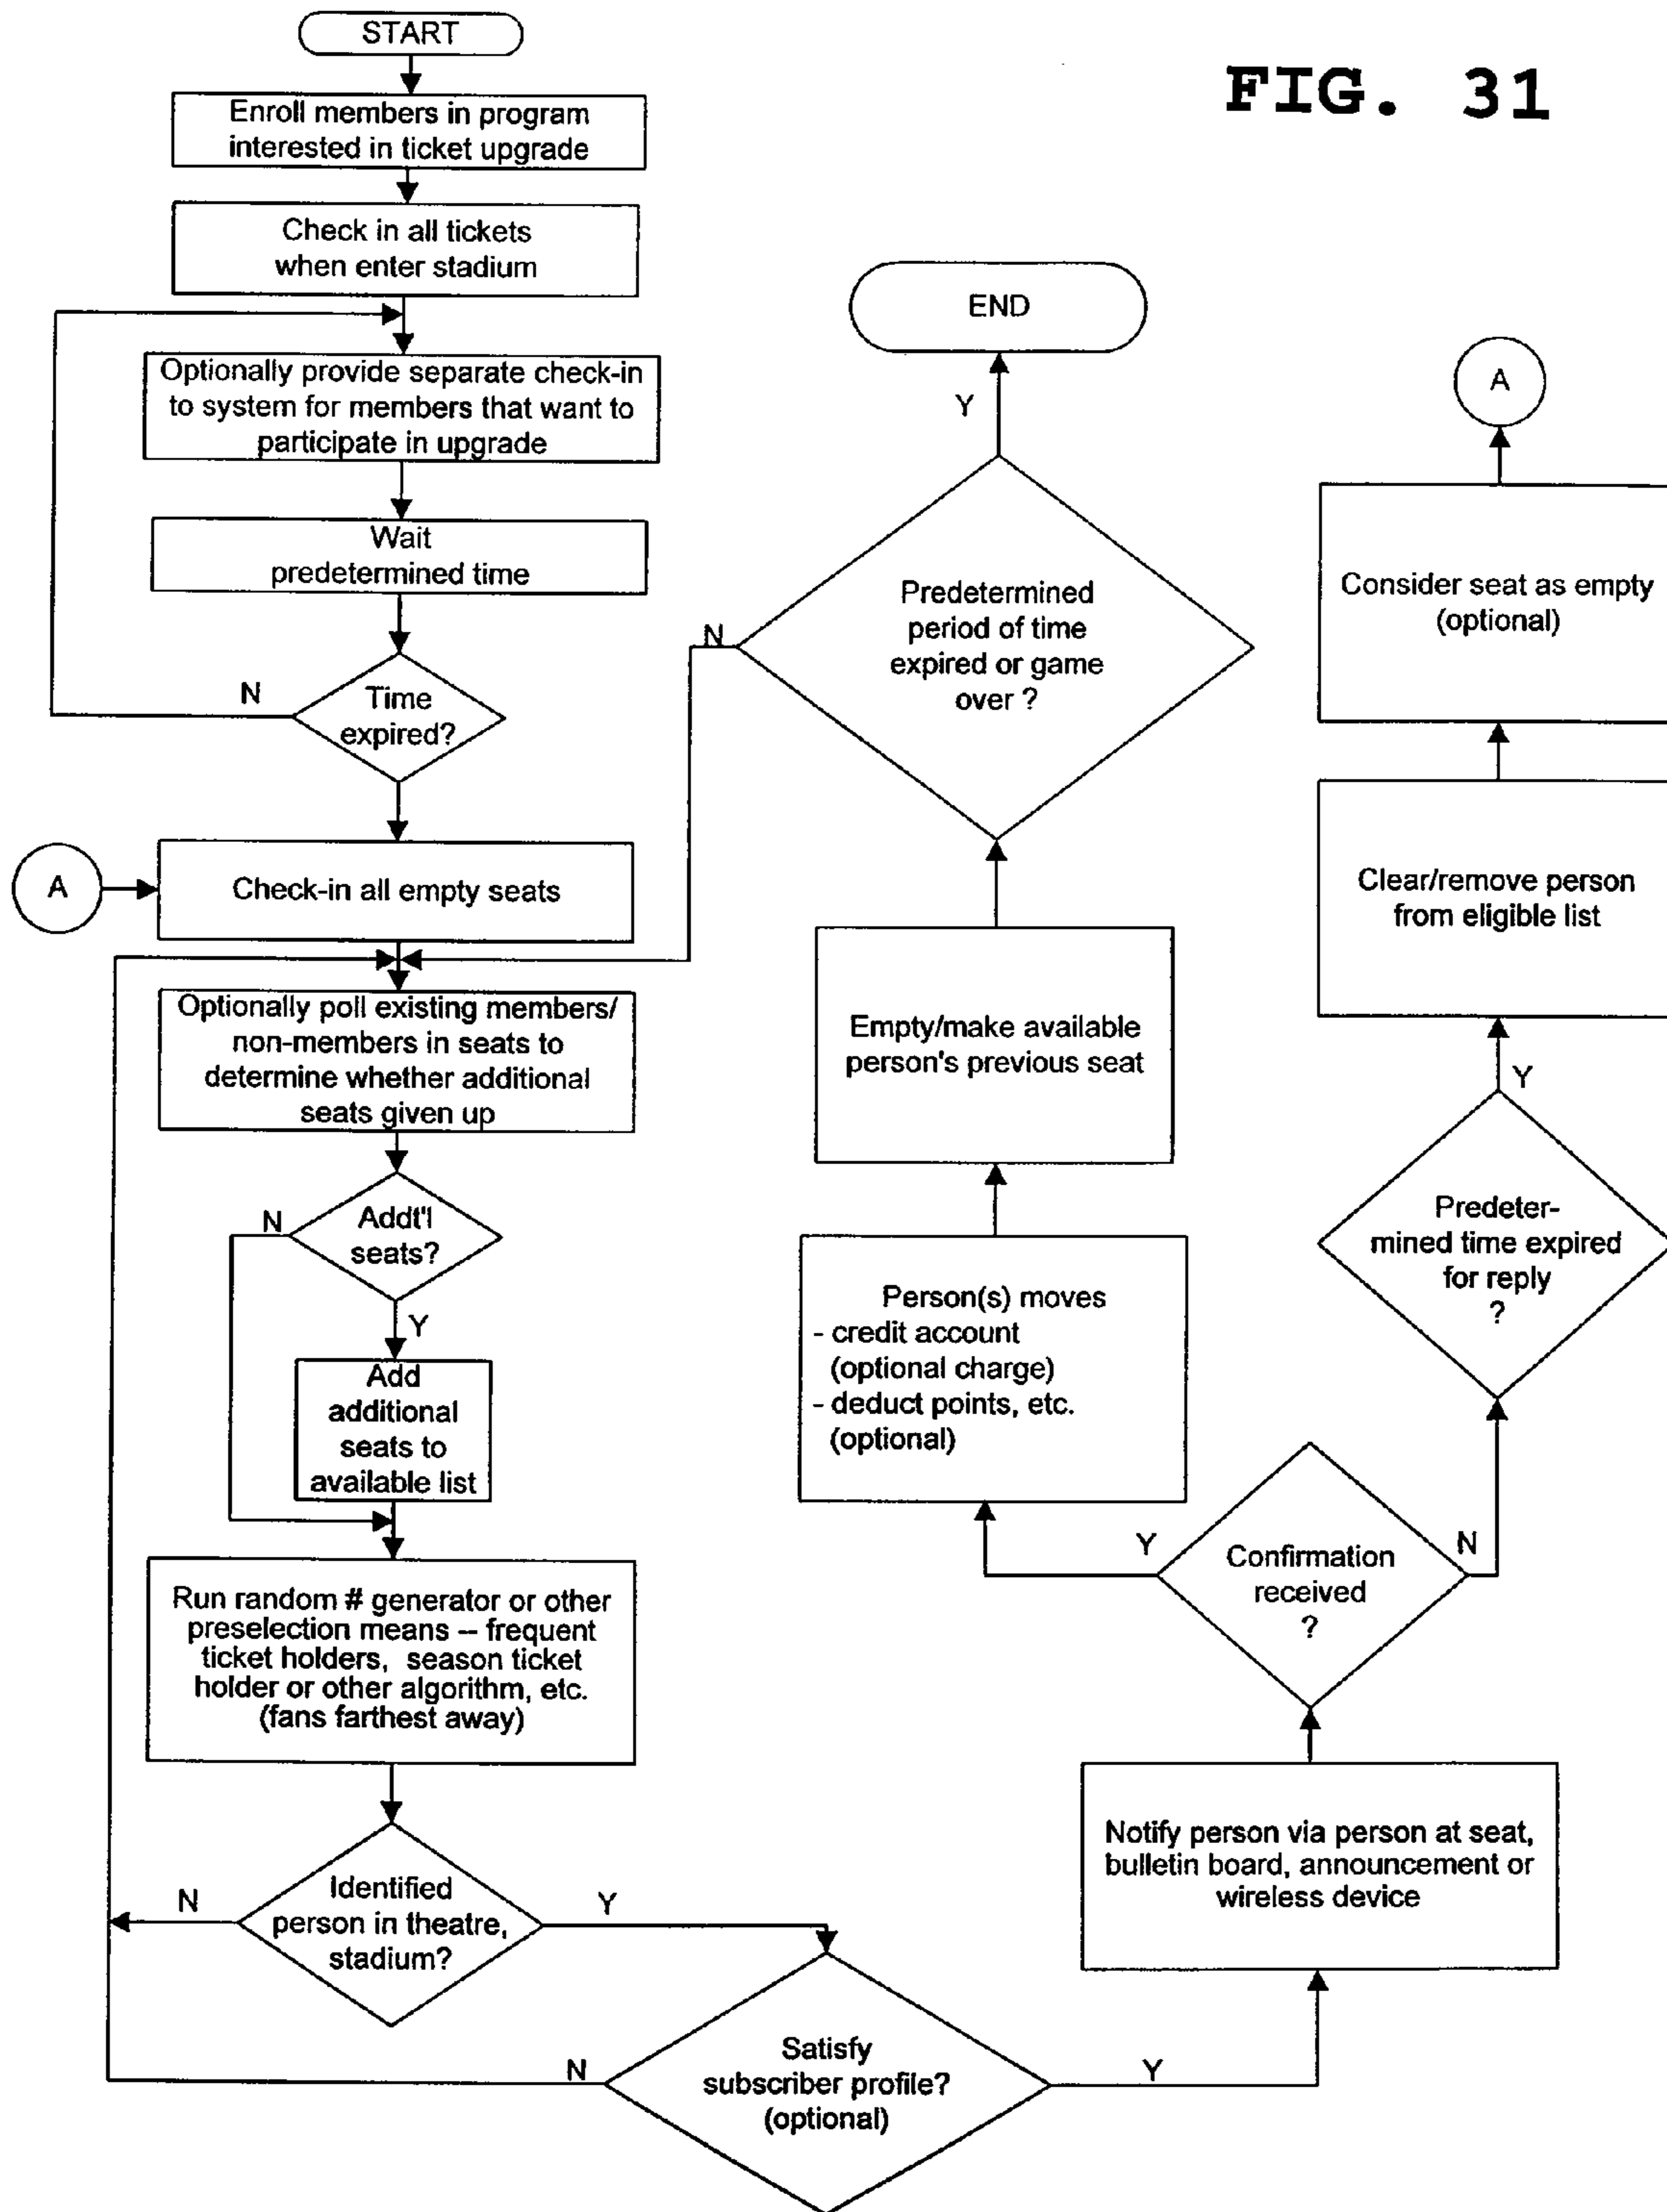 FIG. 31
START
Enroll members in program
interested in ticket upgrade
Check in all tickets
when enter stadium
Optionally provide separate check-in
to system for members that want to
participate in upgrade
Wait
predetermined time
N
Time
expired?
A
Check-in all empty seats
Optionally poll existing members/
non-members in seats to
determine whether additional
seats given up
N
Addt'l
seats?
Y
Add
additional
seats to
available list
Run random # generator or other
preselection means -- frequent
ticket holders, season ticket
holder or other algorithm, etc.
(fans farthest away)
N
Identified
person in theatre,
stadium?
Y
N
Satisfy
subscriber profile?
(optional)
Y
Notify person via person at seat,
bulletin board, announcement or
wireless device
Y
Confirmation
received
?
N
Person(s) moves
- credit account
(optional charge)
- deduct points, etc.
(optional)
Empty/make available
person's previous seat
N
Predetermined
period of time
expired or game
over ?
Y
END
Predeter-
mined time expired
for reply
?
Y
Clear/remove person
from eligible list
Consider seat as empty
(optional)
A